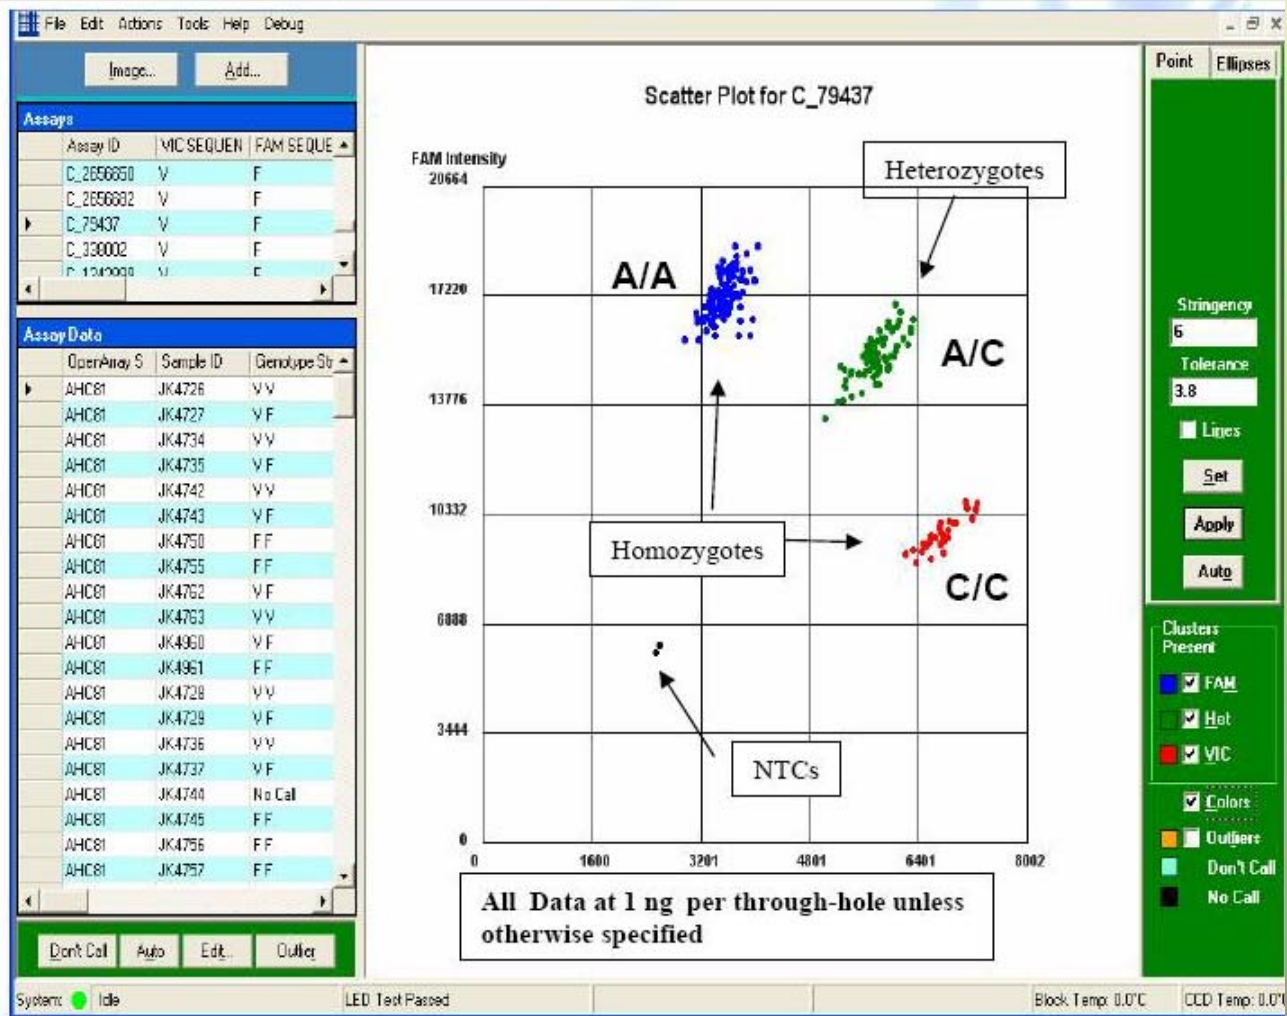 File Edit Actions Tools Help Debug
Image... Add...
Assays
Assay ID VIC SEQUEN FAM SEQUE
C_2656650 V F
C_2656682 V F
C_79437 V F
C_338002 V F
Assay Data
OpenArray S Sample ID Genotype Str
AHC81 JK4726 V V
AHC81 JK4727 V F
AHC81 JK4734 V V
AHC81 JK4735 V F
AHC81 JK4742 V V
AHC81 JK4743 V F
AHC81 JK4750 F F
AHC81 JK4755 F F
AHC81 JK4762 V F
AHC81 JK4763 V V
AHC81 JK4960 V F
AHC81 JK4961 F F
AHC81 JK4728 V V
AHC81 JK4729 V F
AHC81 JK4736 V V
AHC81 JK4737 V F
AHC81 JK4744 No Call
AHC81 JK4745 F F
AHC81 JK4756 F F
AHC81 JK4757 F F
Don't Call Auto Edit... Outlier
Scatter Plot for C_79437
FAM Intensity
20664
17220
13776
10332
6888
3444
0
0 1600 3201 4801 6401 8002
Heterozygotes
A/A
A/C
Homozygotes
C/C
NTCs
All Data at 1 ng per through-hole unless
otherwise specified
Point Ellipses
Stringency
6
Tolerance
3.8
Lines
Set
Apply
Auto
Clusters
Present
FAM
Het
VIC
Colors
Outliers
Don't Call
No Call
System: Idle LED Test Passed Block Temp: 0.0°C CCD Temp: 0.0°